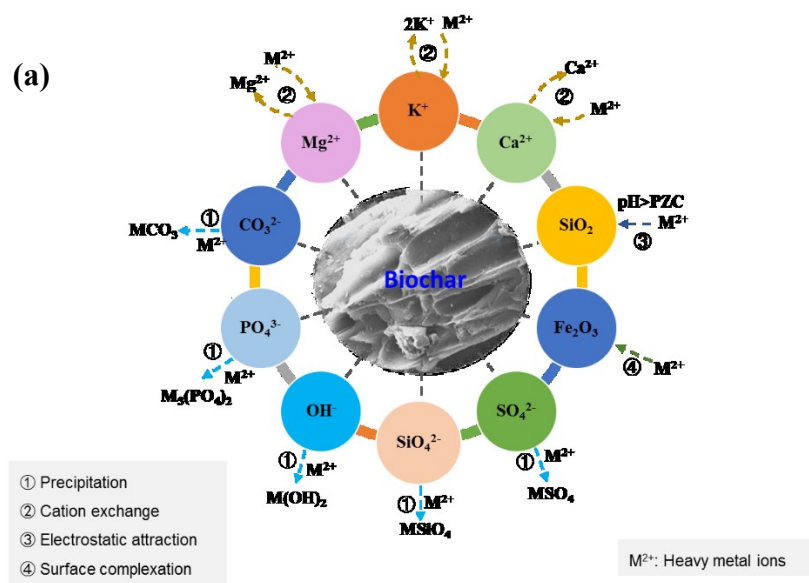 (a)
2K⁺ M²⁺
②
K⁺
M²⁺
Mg²⁺ ②
Mg²⁺
Ca²⁺
② M²⁺
Ca²⁺
pH>PZC
M²⁺
③
SiO₂
CO₃²⁻
①
MCO₃ M²⁺
Biochar
PO₄³⁻
① M²⁺
M₃(PO₄)₂
Fe₂O₃
④ M²⁺
OH⁻
① M²⁺
M(OH)₂
SiO₄²⁻
① M²⁺
MSiO₄
SO₄²⁻
① M²⁺
MSO₄
① Precipitation
② Cation exchange
③ Electrostatic attraction
④ Surface complexation
M²⁺: Heavy metal ions